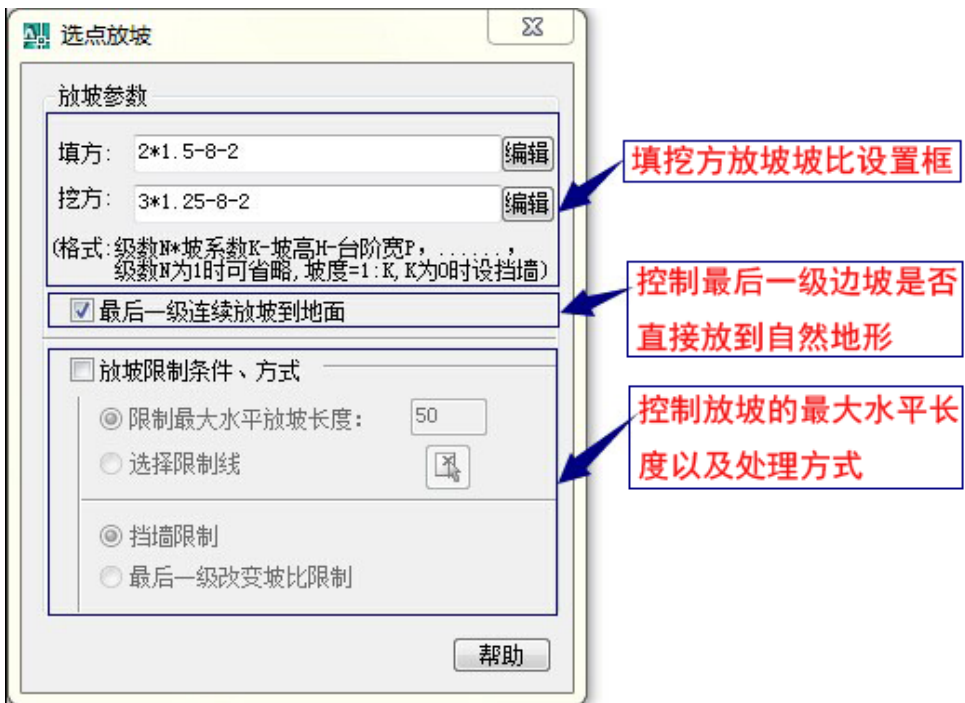 选点放坡
放坡参数
填方: 2*1.5-8-2 编辑
挖方: 3*1.25-8-2 编辑
(格式:级数N*坡系数K-坡高H-台阶宽P, ......,
级数N为1时可省略,坡度=1:K,K为0时设挡墙)
最后一级连续放坡到地面
放坡限制条件、方式
限制最大水平放坡长度: 50
选择限制线
挡墙限制
最后一级改变坡比限制
帮助
填挖方放坡坡比设置框
控制最后一级边坡是否
直接放到自然地形
控制放坡的最大水平长
度以及处理方式